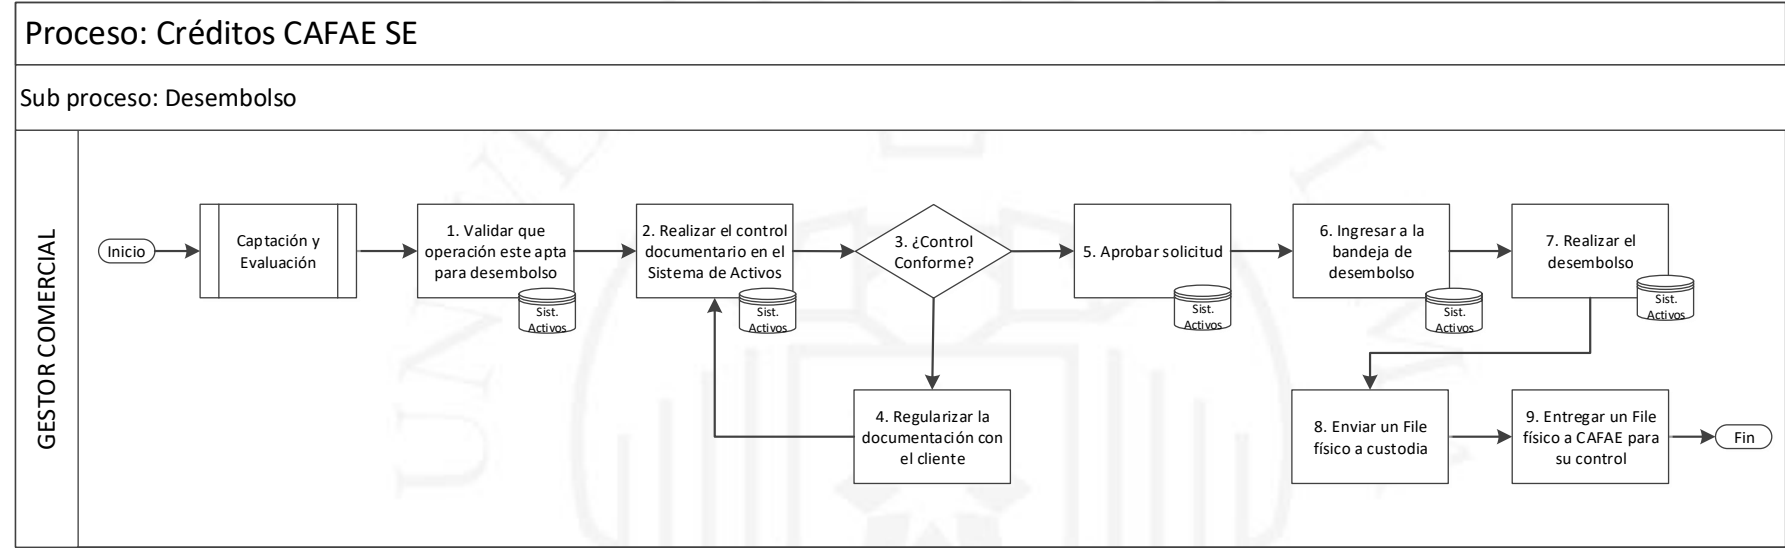 Proceso: Créditos CAFAE SE
Sub proceso: Desembolso
GESTOR COMERCIAL
Inicio
Captación y
Evaluación
1. Validar que
operación este apta
para desembolso
Sist.
Activos
2. Realizar el control
documentario en el
Sistema de Activos
Sist.
Activos
3. ¿Control
Conforme?
4. Regularizar la
documentación con
el cliente
5. Aprobar solicitud
Sist.
Activos
6. Ingresar a la
bandeja de
desembolso
Sist.
Activos
7. Realizar el
desembolso
Sist.
Activos
8. Enviar un File
físico a custodia
9. Entregar un File
físico a CAFAE para
su control
Fin